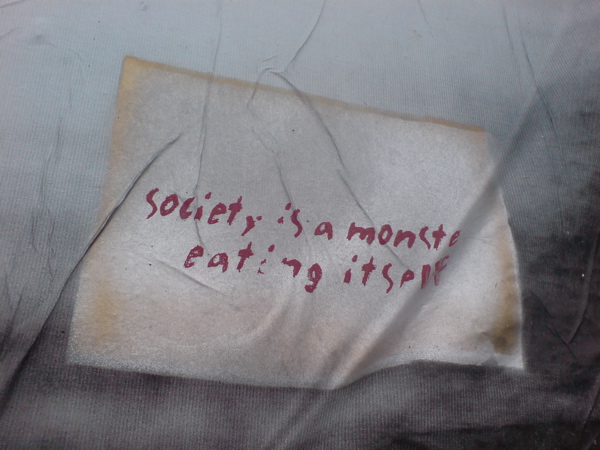 society is a monste
eating itself